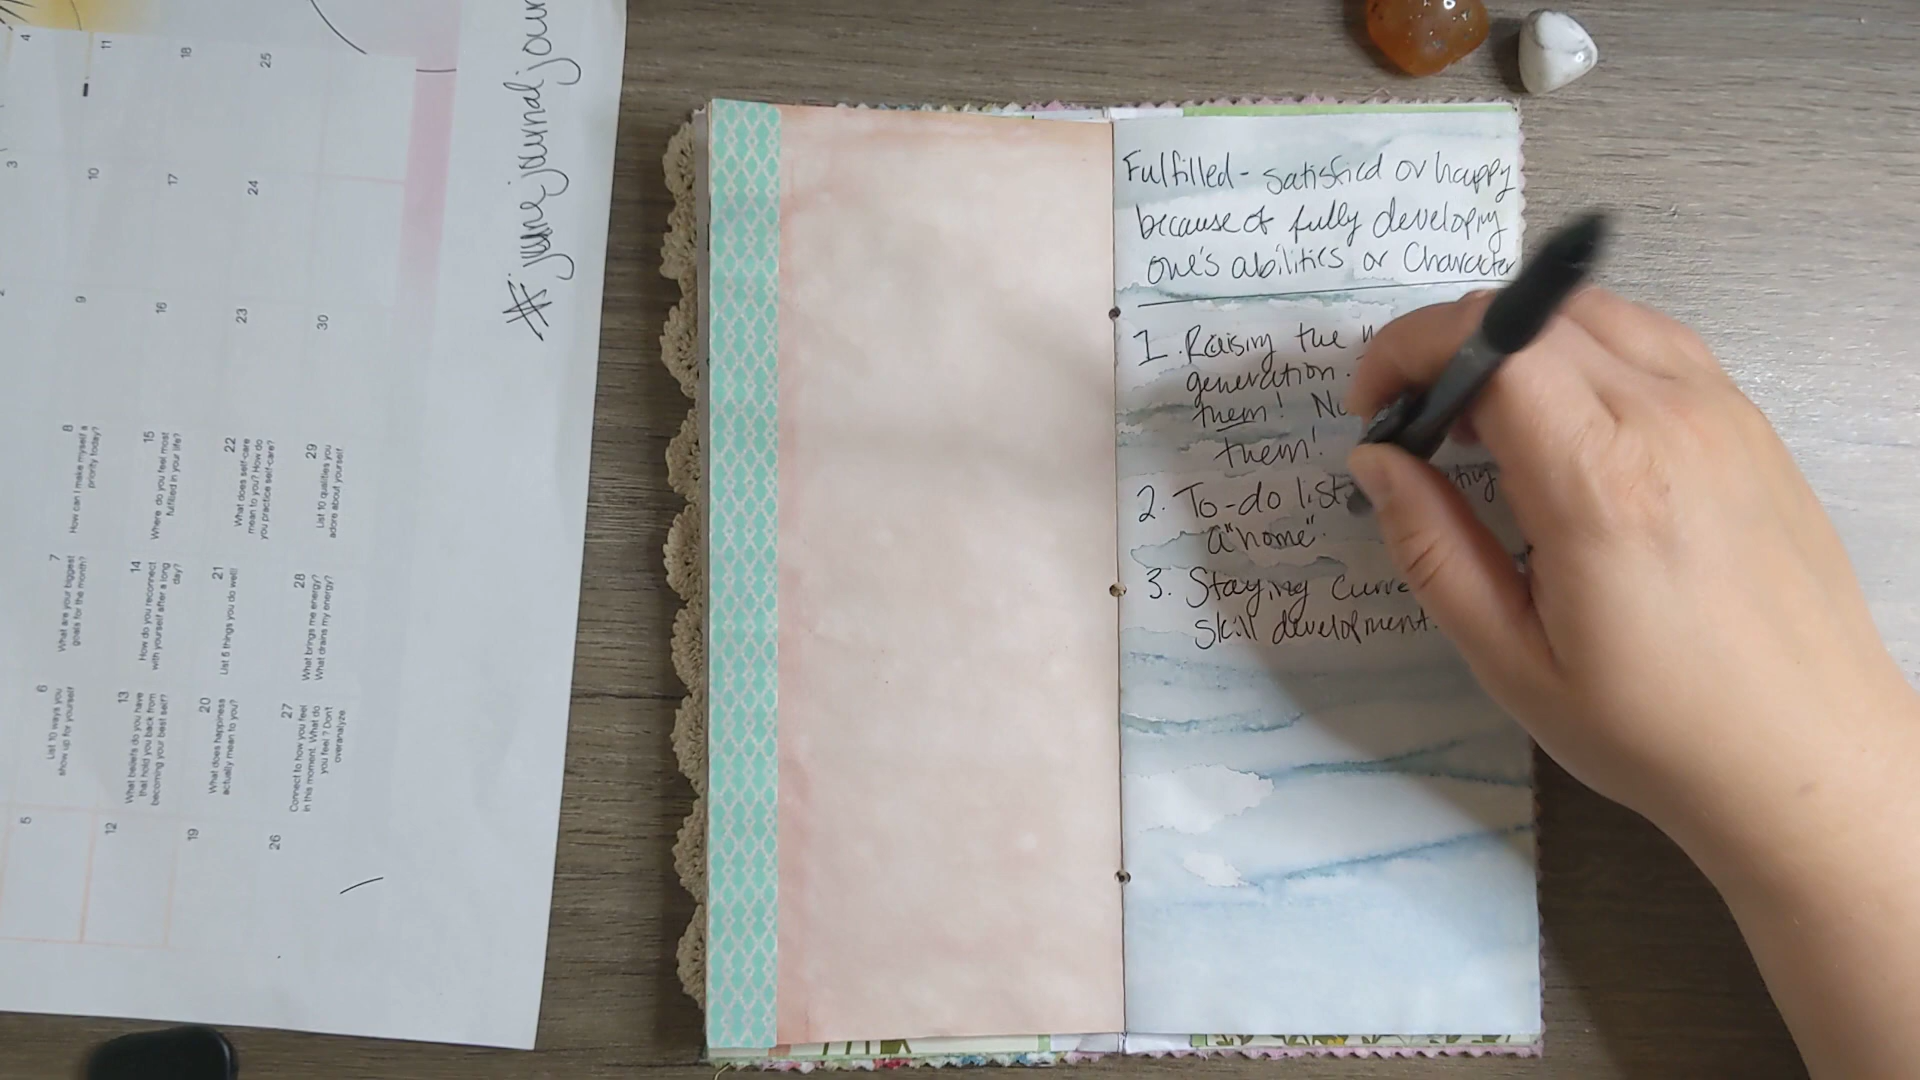 #junejournaljour
2
3
4
5
6
List 10 ways you
show up for yourself
7
What are your biggest
goals for the month?
8
How can I make myself a
priority today?
9
10
11
12
13
What beliefs do you have
that hold you back from
becoming your best self?
14
How do you reconnect
with yourself after a long
day?
15
Where do you feel most
fulfilled in your life?
16
17
18
19
20
What does happiness
actually mean to you?
21
List 5 things you do well!
22
What does self-care
mean to you? How do
you practice self-care?
23
24
25
26
27
Connect to how you feel
in this moment. What do
you feel? Don't
overanalyze.
28
What brings me energy?
What drains my energy?
29
List 10 qualities you
adore about yourself
30
Fulfilled - satisfied or happy
because of fully developing
one's abilities or Character
1. Raising the
generation.
them!
them!
2. To-do lists
a "home".
3. Staying
skill development.